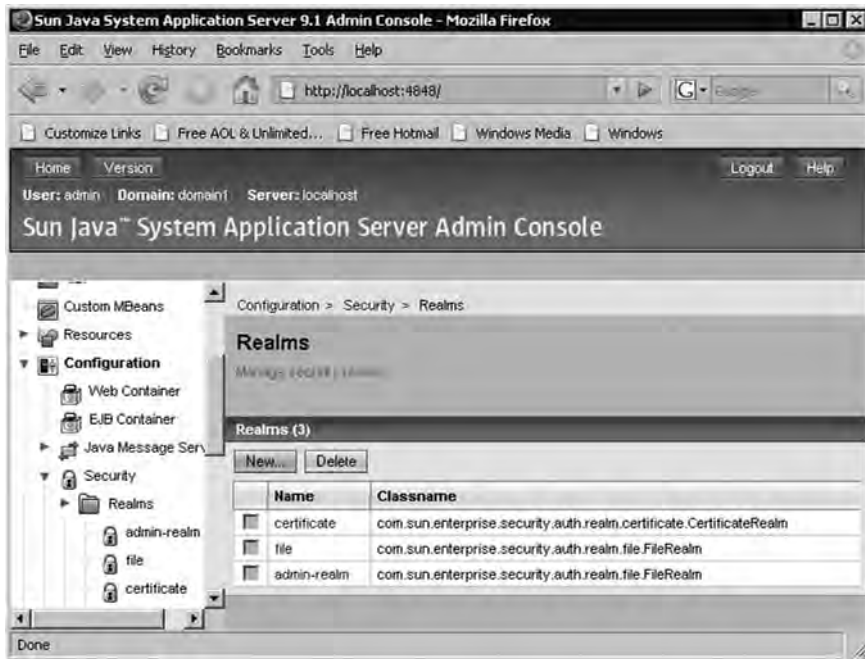 Sun Java System Application Server 9.1 Admin Console - Mozilla Firefox
File Edit View History Bookmarks Tools Help
http://localhost:4848/
G
Customize Links Free AOL & Unlimited... Free Hotmail Windows Media Windows
Home Version Logout Help
User: admin Domain: domain1 Server: localhost
Sun Java™ System Application Server Admin Console
Custom MBeans
Resources
Configuration
Web Container
EJB Container
Java Message Serv
Security
Realms
admin-realm
file
certificate
Configuration > Security > Realms
Realms
Manage security realms
Realms (3)
New... Delete
Name Classname
certificate com.sun.enterprise.security.auth.realm.certificate.CertificateRealm
file com.sun.enterprise.security.auth.realm.file.FileRealm
admin-realm com.sun.enterprise.security.auth.realm.file.FileRealm
Done